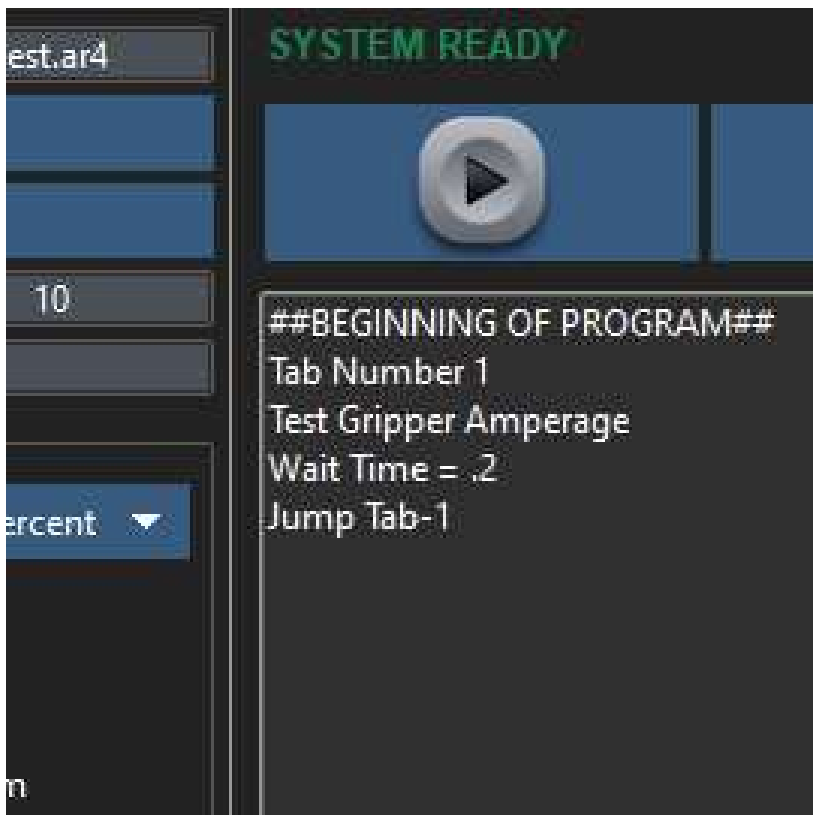 est.ar4
10
ercent
m
SYSTEM READY
##BEGINNING OF PROGRAM##
Tab Number 1
Test Gripper Amperage
Wait Time = .2
Jump Tab-1